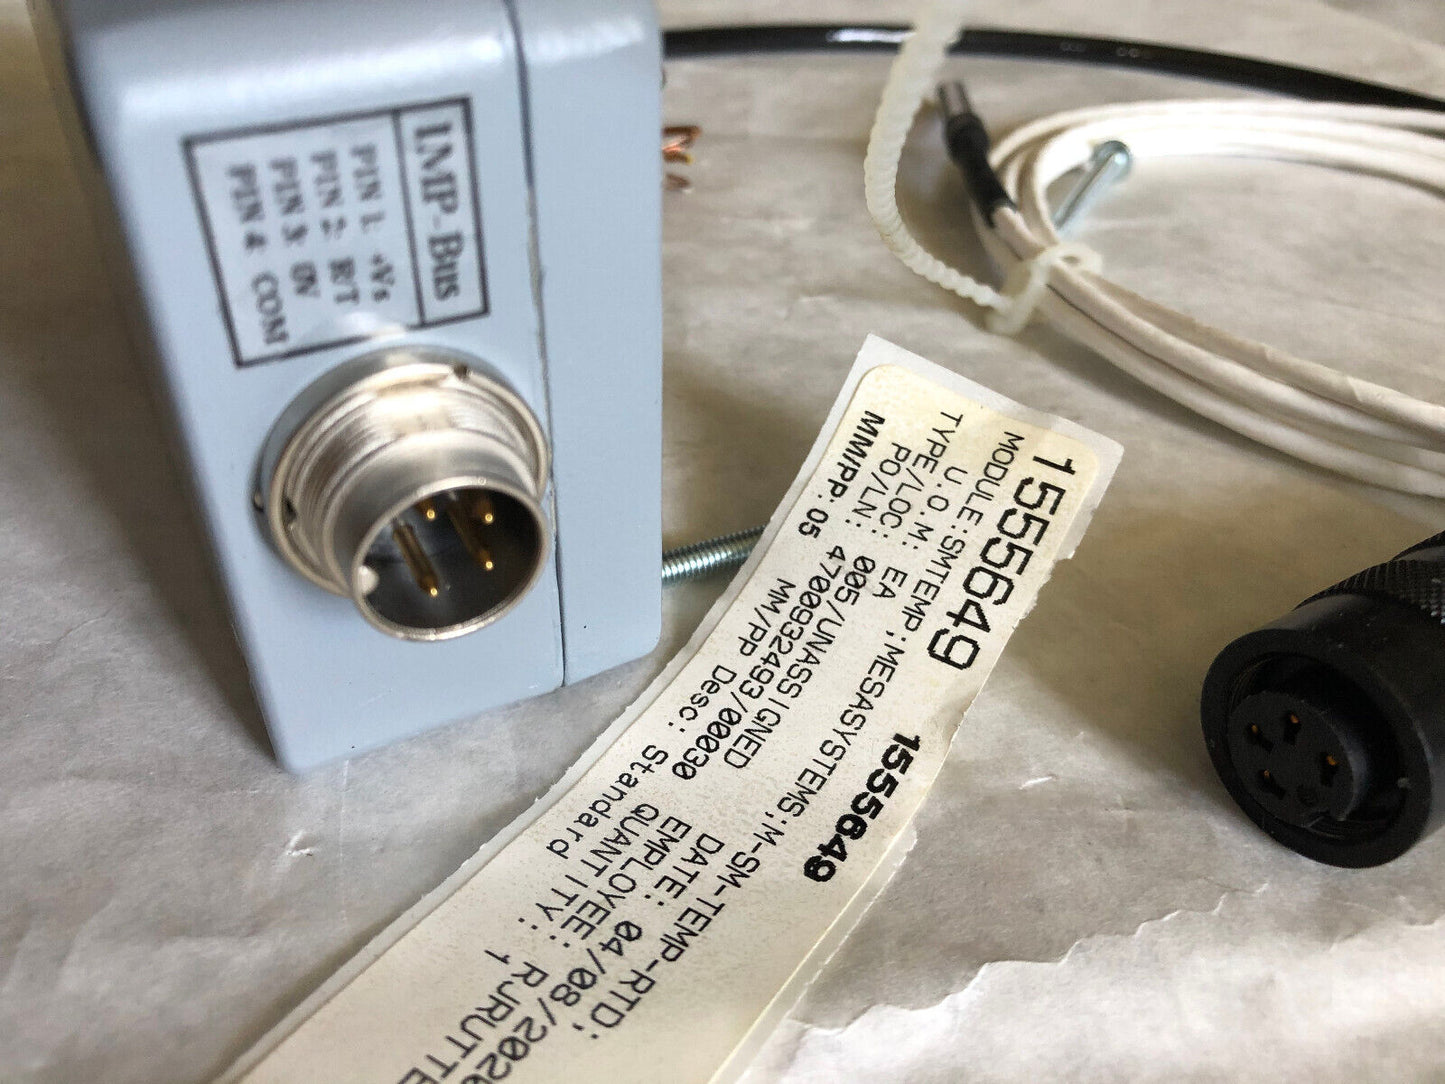 IMP-Bus
PIN 1: +Vs
PIN 2: R/T
PIN 3: 0V
PIN 4: COM
1555649
MODULE:SMTEMP;MESASYSTEMS;M-SM-TEMP-RTD;
U.O.M: EA
TYPE/LOC: 005/UNASSIGNED
PO/LN: 4700932493/00030
MM/PP: 05
MM/PP Desc: Standard
1555649
DATE: 04/08/2020
EMPLOYEE: RJRUTTE
QUANTITY: 1